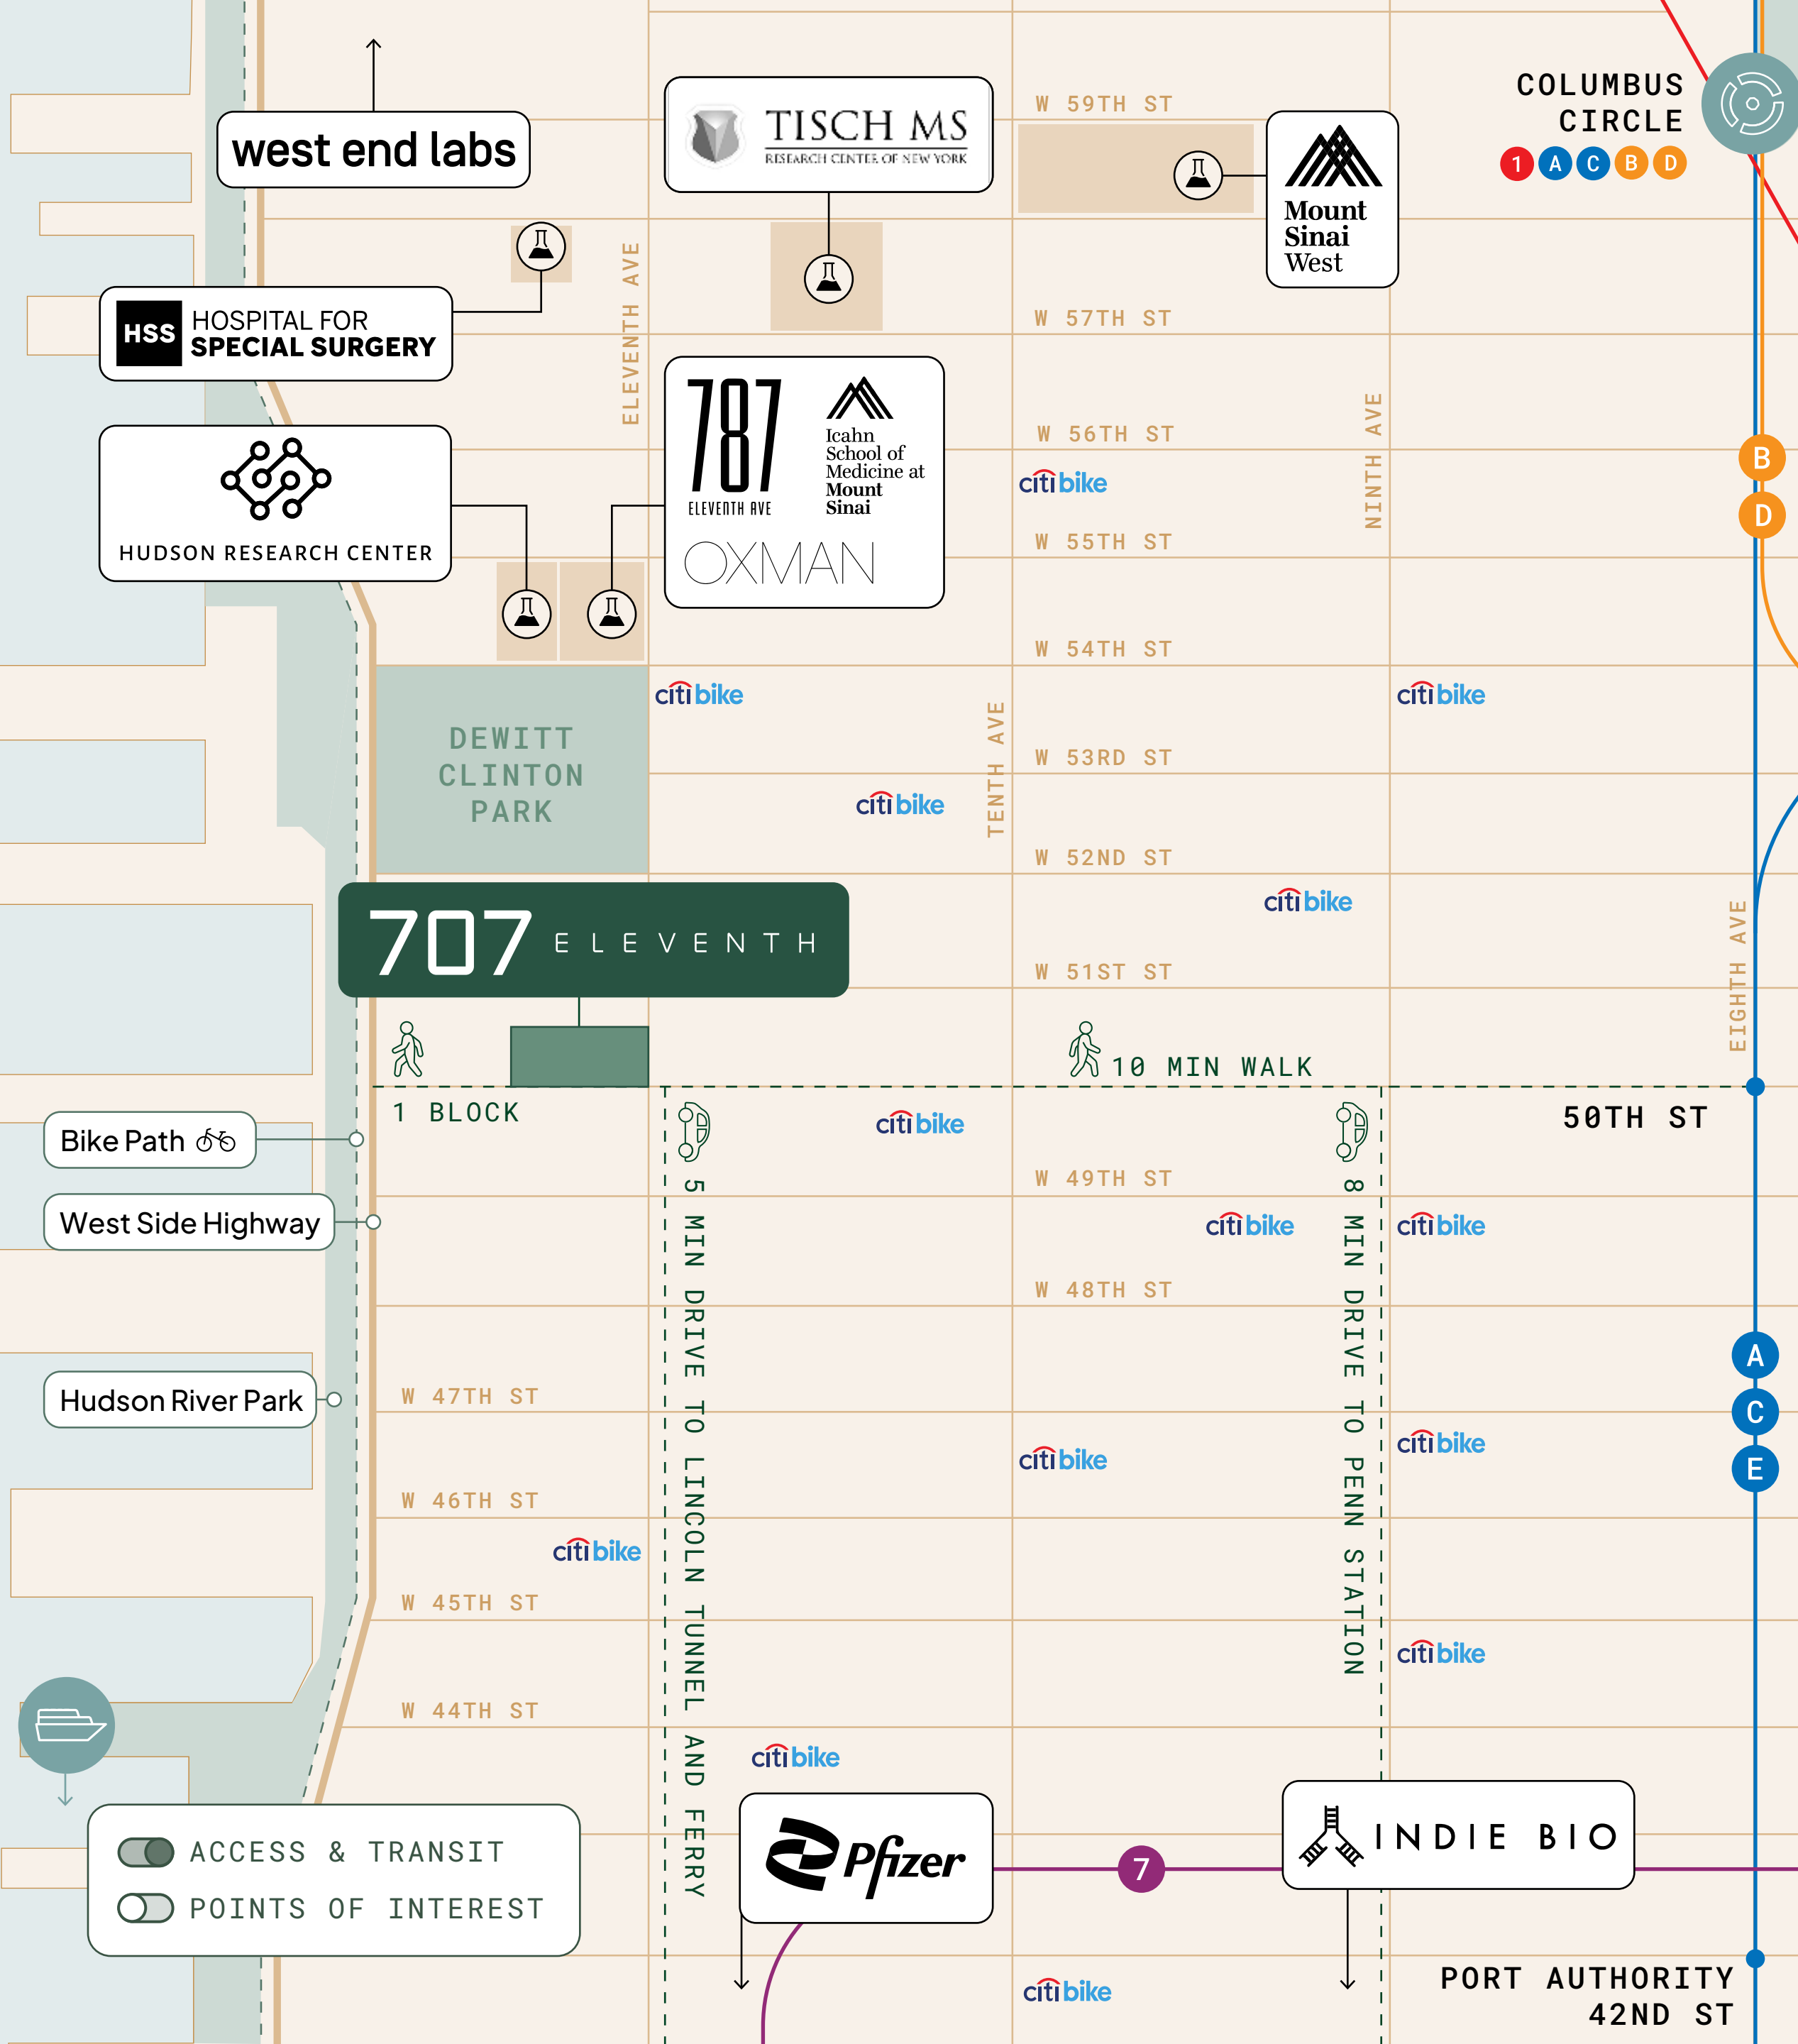 COLUMBUS
CIRCLE
1 A C B D
W 59TH ST
west end labs
TISCH MS
RESEARCH CENTER OF NEW YORK
Mount
Sinai
West
ELEVENTH AVE
HSS HOSPITAL FOR
SPECIAL SURGERY
W 57TH ST
787
ELEVENTH AVE
Icahn
School of
Medicine at
Mount
Sinai
OXMAN
NINTH AVE
W 56TH ST
B
D
citi bike
HUDSON RESEARCH CENTER
W 55TH ST
W 54TH ST
citi bike
citi bike
DEWITT
CLINTON
PARK
TENTH AVE
W 53RD ST
citi bike
W 52ND ST
citi bike
707 ELEVENTH
EIGHTH AVE
W 51ST ST
10 MIN WALK
1 BLOCK
50TH ST
citi bike
Bike Path
W 49TH ST
5 MIN DRIVE TO LINCOLN TUNNEL AND FERRY
8 MIN DRIVE TO PENN STATION
West Side Highway
citi bike
citi bike
W 48TH ST
A
C
E
Hudson River Park
W 47TH ST
citi bike
citi bike
W 46TH ST
citi bike
W 45TH ST
citi bike
W 44TH ST
citi bike
Pfizer
7
INDIE BIO
ACCESS & TRANSIT
POINTS OF INTEREST
citi bike
PORT AUTHORITY
42ND ST